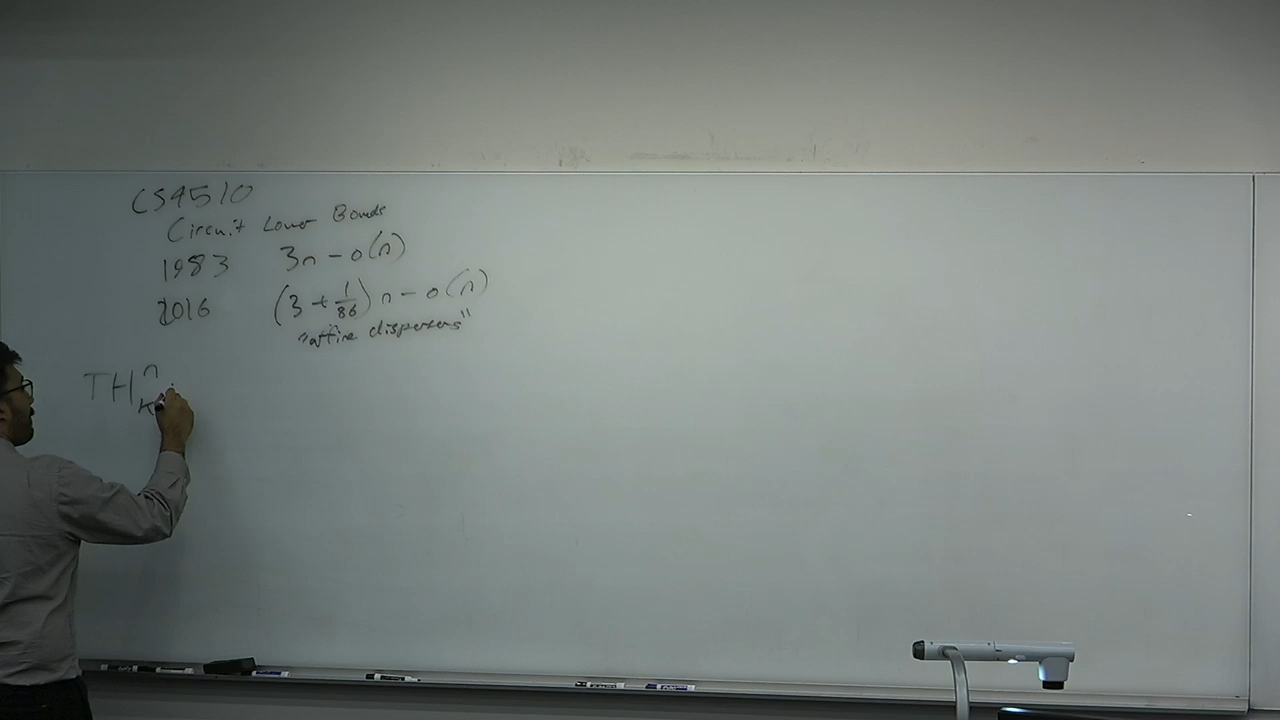 CS4510
Circuit Lower Bounds
1983 3n - o(n)
2016 (3 + 1/86) n - o(n)
"affine dispersers"
TH n k